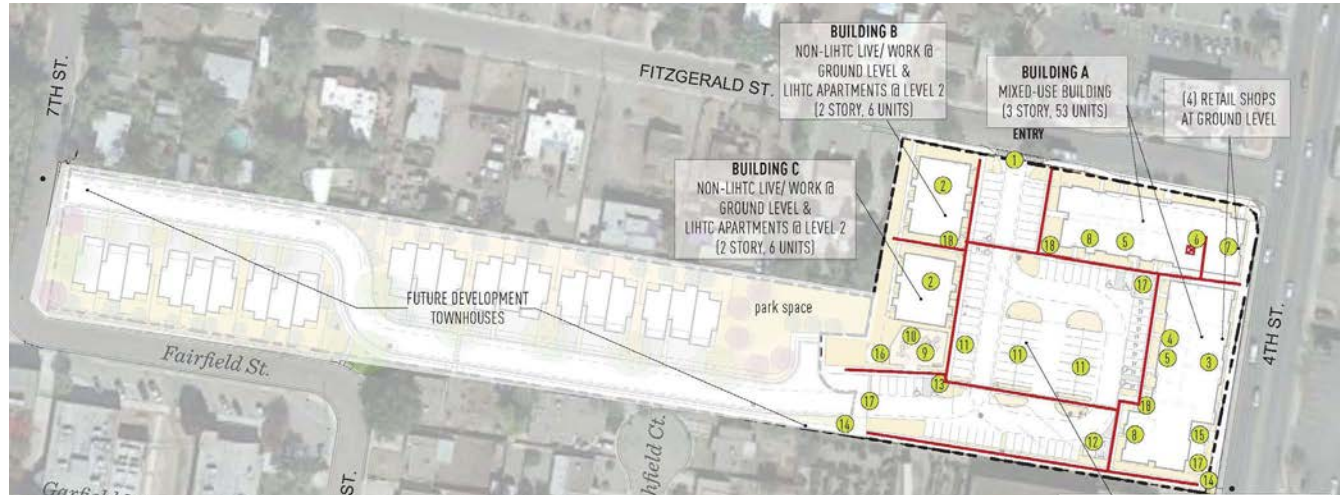 BUILDING B
NON-LIHTC LIVE/ WORK @
GROUND LEVEL &
LIHTC APARTMENTS @ LEVEL 2
(2 STORY, 6 UNITS)
BUILDING A
MIXED-USE BUILDING
(3 STORY, 53 UNITS)
(4) RETAIL SHOPS
AT GROUND LEVEL
ENTRY
FITZGERALD ST.
7TH ST.
BUILDING C
NON-LIHTC LIVE/ WORK @
GROUND LEVEL &
LIHTC APARTMENTS @ LEVEL 2
(2 STORY, 6 UNITS)
1
2
18
8
5
18
6
7
17
2
FUTURE DEVELOPMENT
TOWNHOUSES
park space
4TH ST.
Fairfield St.
16
10
9
11
11
11
4
5
3
13
17
14
18
12
8
15
17
14
hfield Ct.
ST.
Garfield